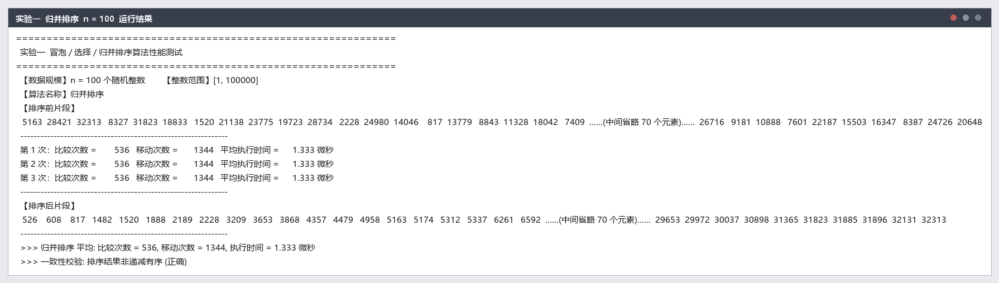 实验一 归并排序 n = 100 运行结果
==============================================================
实验一 冒泡 / 选择 / 归并排序算法性能测试
==============================================================
【数据规模】n = 100 个随机整数 【整数范围】[1, 100000]
【算法名称】归并排序
【排序前片段】
5163 28421 32313 8327 31823 18833 1520 21138 23775 19723 28734 2228 24980 14046 817 13779 8843 11328 18042 7409 ......(中间省略 70 个元素)...... 26716 9181 10888 7601 22187 15503 16347 8387 24726 20648
--------------------------------------------------------------
第 1 次: 比较次数 = 536 移动次数 = 1344 平均执行时间 = 1.333 微秒
第 2 次: 比较次数 = 536 移动次数 = 1344 平均执行时间 = 1.333 微秒
第 3 次: 比较次数 = 536 移动次数 = 1344 平均执行时间 = 1.333 微秒
--------------------------------------------------------------
【排序后片段】
526 608 817 1482 1520 1888 2189 2228 3209 3653 3868 4357 4479 4958 5163 5174 5312 5337 6261 6592 ......(中间省略 70 个元素)...... 29653 29972 30037 30898 31365 31823 31885 31896 32131 32313
--------------------------------------------------------------
>>> 归并排序 平均: 比较次数 = 536, 移动次数 = 1344, 执行时间 = 1.333 微秒
>>> 一致性校验: 排序结果非递减有序 (正确)